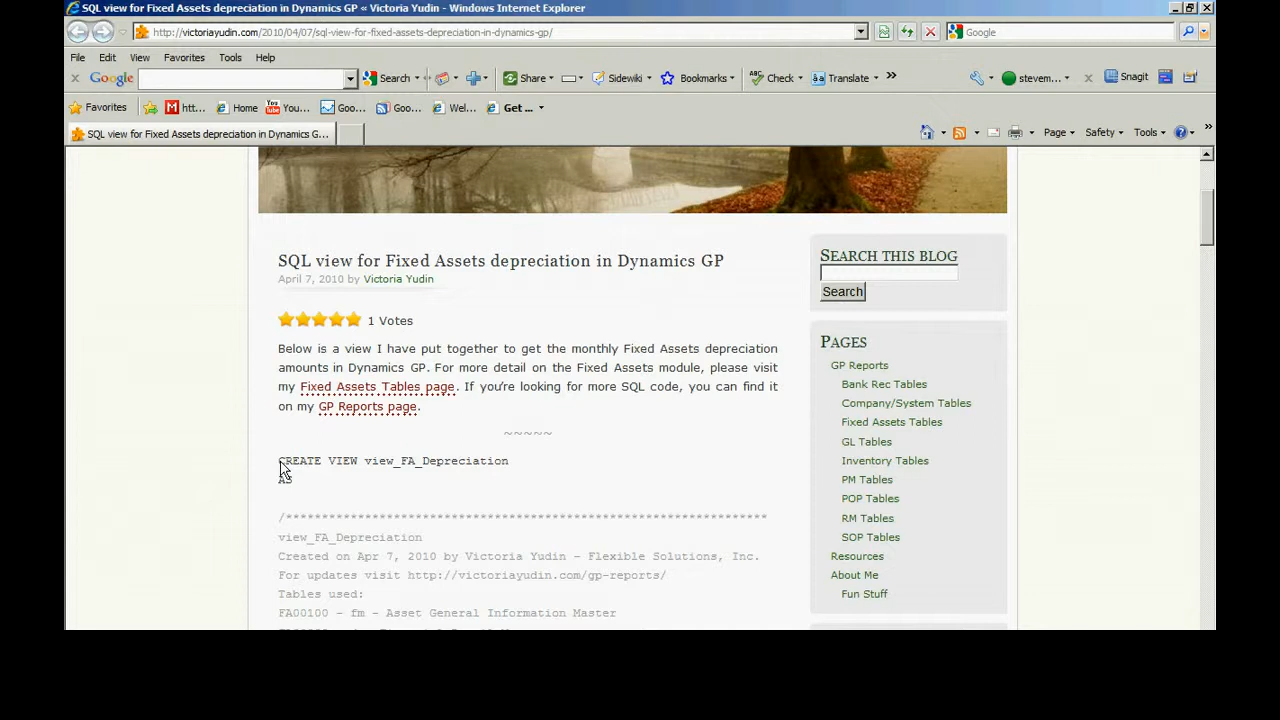 SQL view for Fixed Assets depreciation in Dynamics GP « Victoria Yudin - Windows Internet Explorer
http://victoriayudin.com/2010/04/07/sql-view-for-fixed-assets-depreciation-in-dynamics-gp/
Google
File Edit View Favorites Tools Help
Google Search Share Sidewiki Bookmarks Check Translate » stevem... Snagit
Favorites htt... Home You... Goo... Goo... Wel... Get ...
SQL view for Fixed Assets depreciation in Dynamics G... Page Safety Tools »
SQL view for Fixed Assets depreciation in Dynamics GP
April 7, 2010 by Victoria Yudin
1 Votes
Below is a view I have put together to get the monthly Fixed Assets depreciation
amounts in Dynamics GP. For more detail on the Fixed Assets module, please visit
my Fixed Assets Tables page. If you're looking for more SQL code, you can find it
on my GP Reports page.
~~~~~
CREATE VIEW view_FA_Depreciation
AS
/*******************************************************************
view_FA_Depreciation
Created on Apr 7, 2010 by Victoria Yudin – Flexible Solutions, Inc.
For updates visit http://victoriayudin.com/gp-reports/
Tables used:
FA00100 – fm - Asset General Information Master
Search this blog
Search
Pages
GP Reports
Bank Rec Tables
Company/System Tables
Fixed Assets Tables
GL Tables
Inventory Tables
PM Tables
POP Tables
RM Tables
SOP Tables
Resources
About Me
Fun Stuff